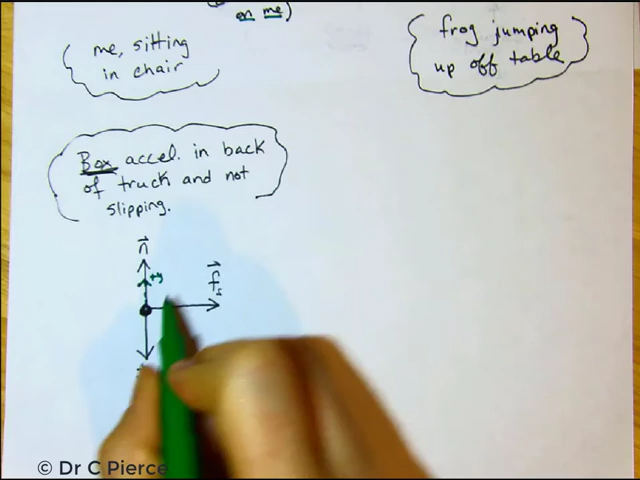 on me)
me, sitting
in chair
frog jumping
up off table
Box accel. in back
of truck and not
slipping.
n
+y
fs
© Dr C Pierce